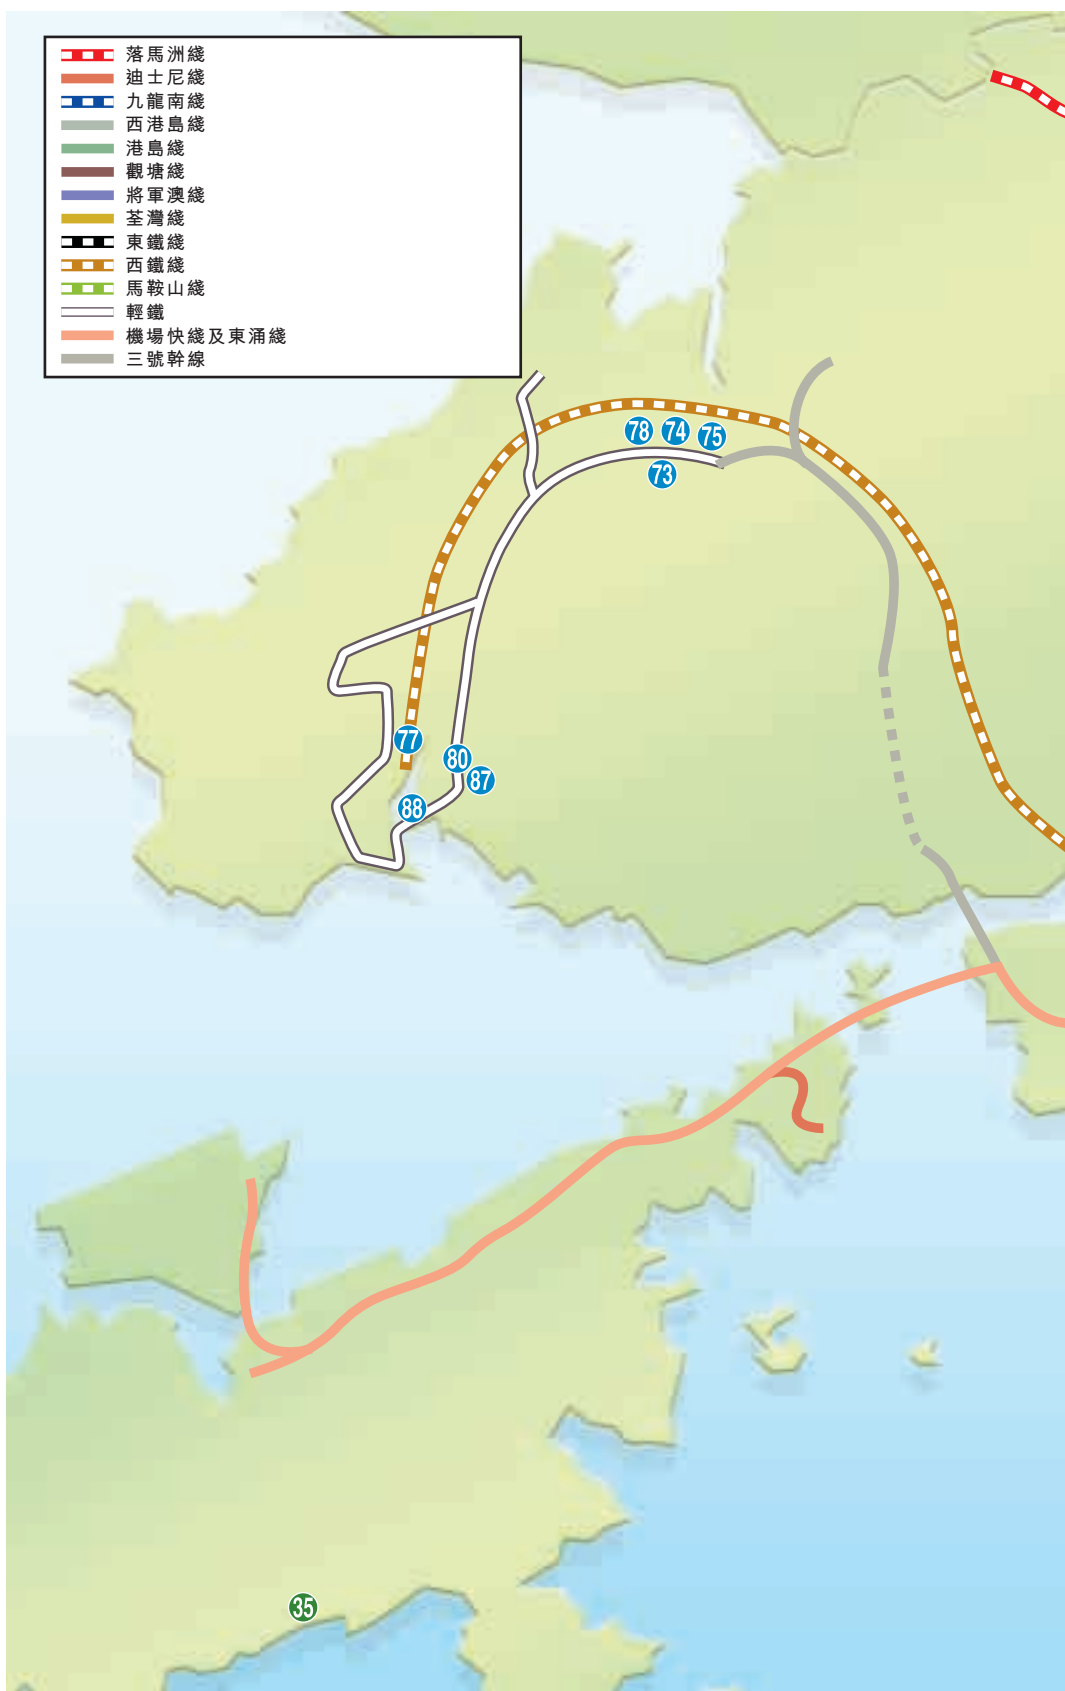 落馬洲綫
迪士尼綫
九龍南綫
西港島綫
港島綫
觀塘綫
將軍澳綫
荃灣綫
東鐵綫
西鐵綫
馬鞍山綫
輕鐵
機場快綫及東涌綫
三號幹線
78 74 75
73
77
80
87
88
35